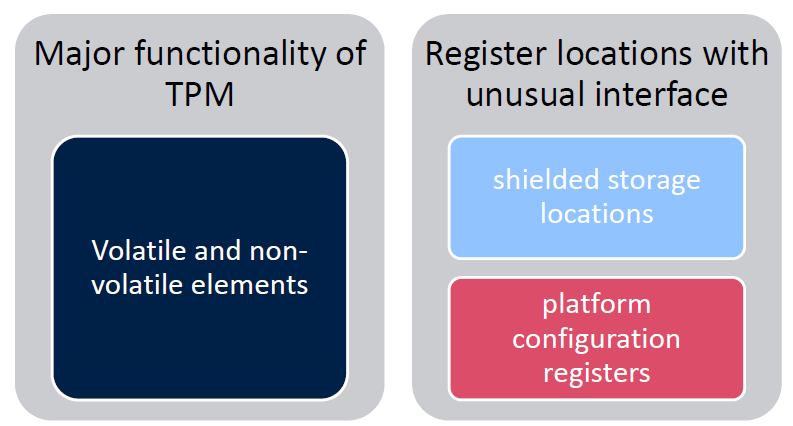 Major functionality of
TPM
Volatile and non-
volatile elements
Register locations with
unusual interface
shielded storage
locations
platform
configuration
registers